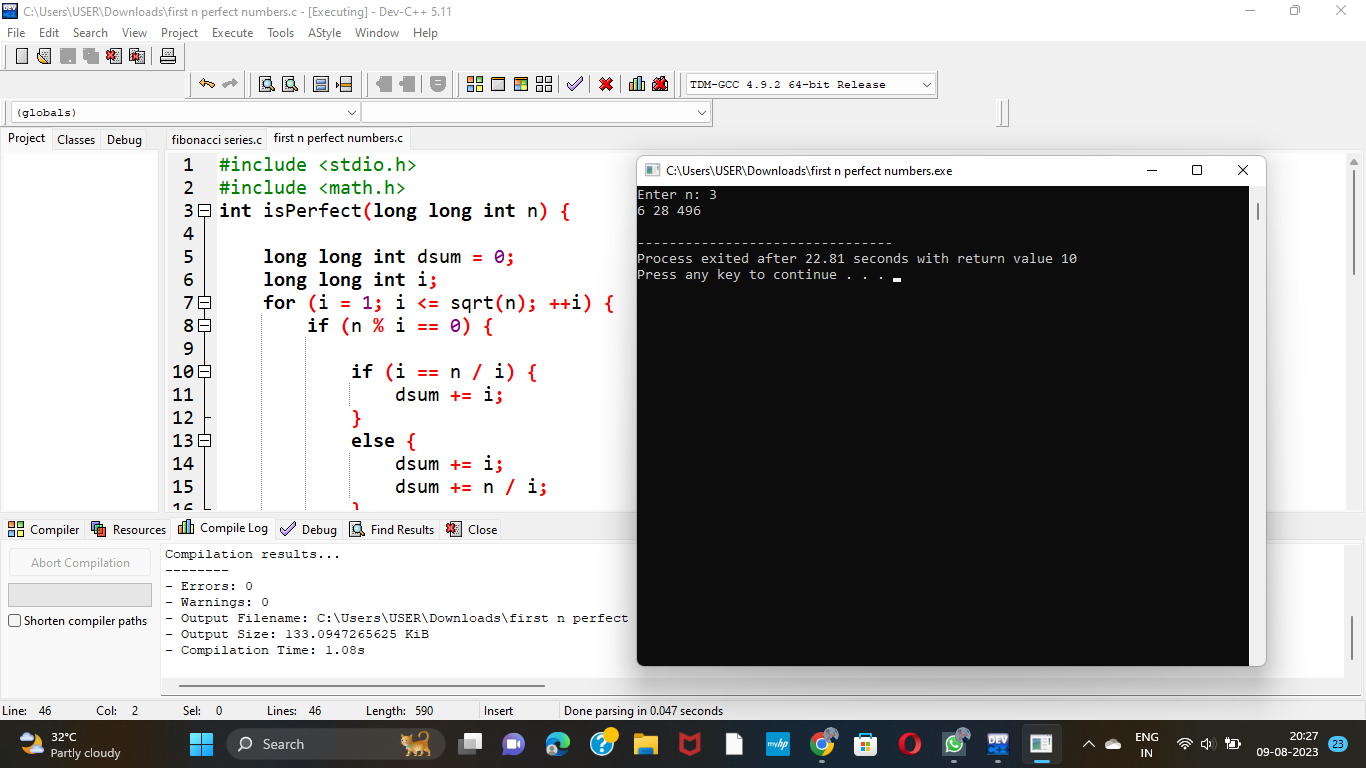 C:\Users\USER\Downloads\first n perfect numbers.c - [Executing] - Dev-C++ 5.11
File Edit Search View Project Execute Tools AStyle Window Help
TDM-GCC 4.9.2 64-bit Release
(globals)
Project Classes Debug
fibonacci series.c first n perfect numbers.c
1 #include <stdio.h>
2 #include <math.h>
3 int isPerfect(long long int n) {
4
5 long long int dsum = 0;
6 long long int i;
7 for (i = 1; i <= sqrt(n); ++i) {
8 if (n % i == 0) {
9
10 if (i == n / i) {
11 dsum += i;
12 }
13 else {
14 dsum += i;
15 dsum += n / i;
16 }
C:\Users\USER\Downloads\first n perfect numbers.exe
Enter n: 3
6 28 496
--------------------------------
Process exited after 22.81 seconds with return value 10
Press any key to continue . . .
Compiler Resources Compile Log Debug Find Results Close
Abort Compilation
Shorten compiler paths
Compilation results...
--------
- Errors: 0
- Warnings: 0
- Output Filename: C:\Users\USER\Downloads\first n perfect
- Output Size: 133.0947265625 KiB
- Compilation Time: 1.08s
Line: 46 Col: 2 Sel: 0 Lines: 46 Length: 590 Insert Done parsing in 0.047 seconds
32°C
Partly cloudy
Search
myhp
DEV
ENG
IN
20:27
09-08-2023
23